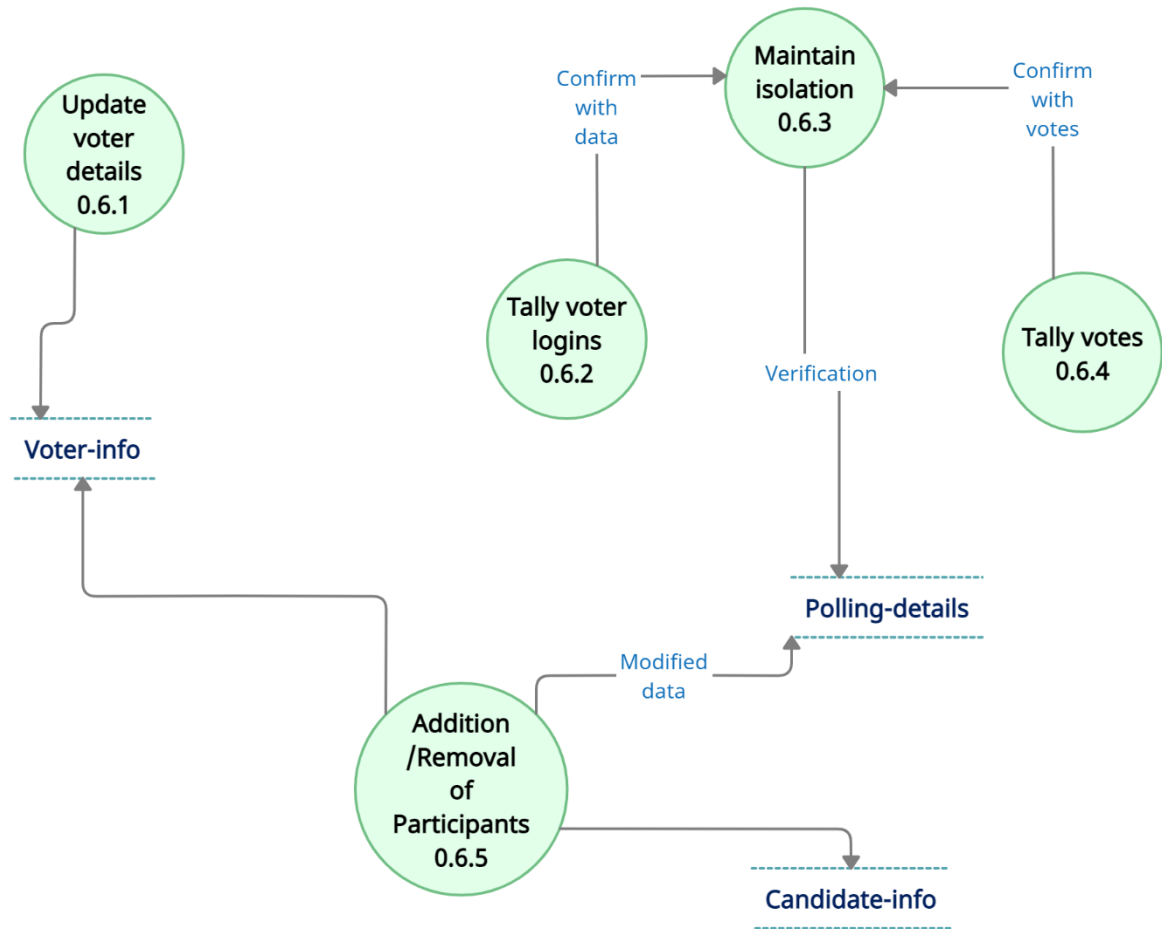 Update
voter
details
0.6.1
Confirm
with
data
Maintain
isolation
0.6.3
Confirm
with
votes
Tally voter
logins
0.6.2
Tally votes
0.6.4
Verification
Voter-info
Polling-details
Modified
data
Addition
/Removal
of
Participants
0.6.5
Candidate-info